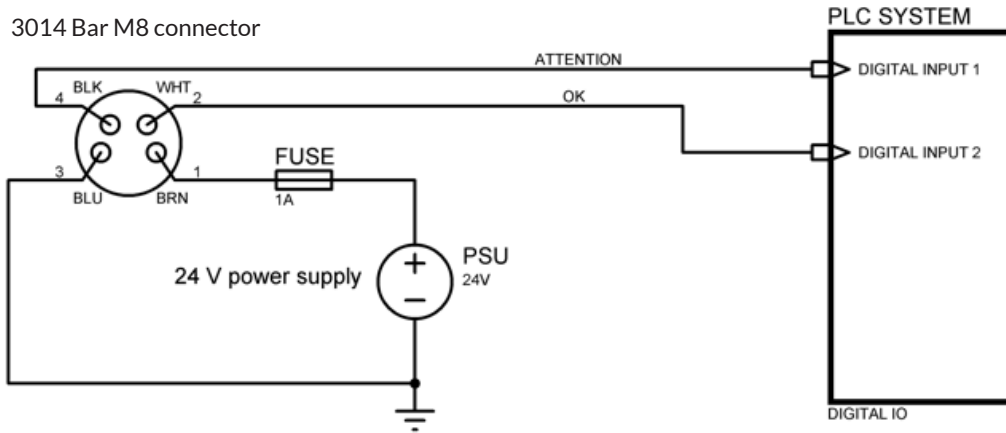 PLC SYSTEM
3014 Bar M8 connector
ATTENTION
DIGITAL INPUT 1
BLK
WHT
4
2
OK
DIGITAL INPUT 2
3
1
FUSE
BLU
BRN
1A
24 V power supply
+
PSU
24V
−
DIGITAL IO